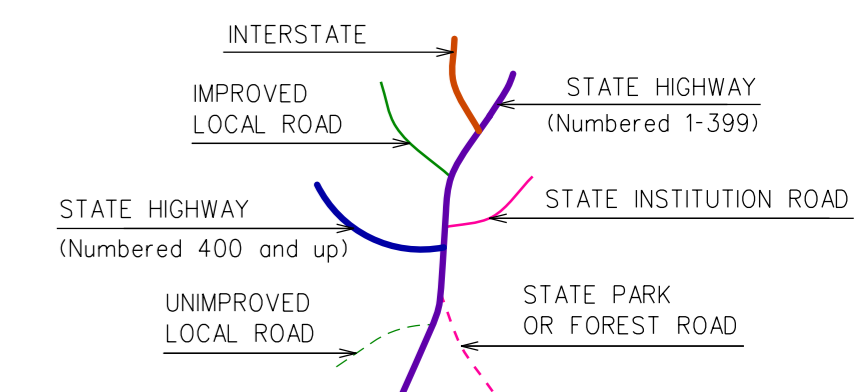 INTERSTATE
STATE HIGHWAY
(Numbered 1-399)
IMPROVED
LOCAL ROAD
STATE INSTITUTION ROAD
STATE HIGHWAY
(Numbered 400 and up)
UNIMPROVED
LOCAL ROAD
STATE PARK
OR FOREST ROAD